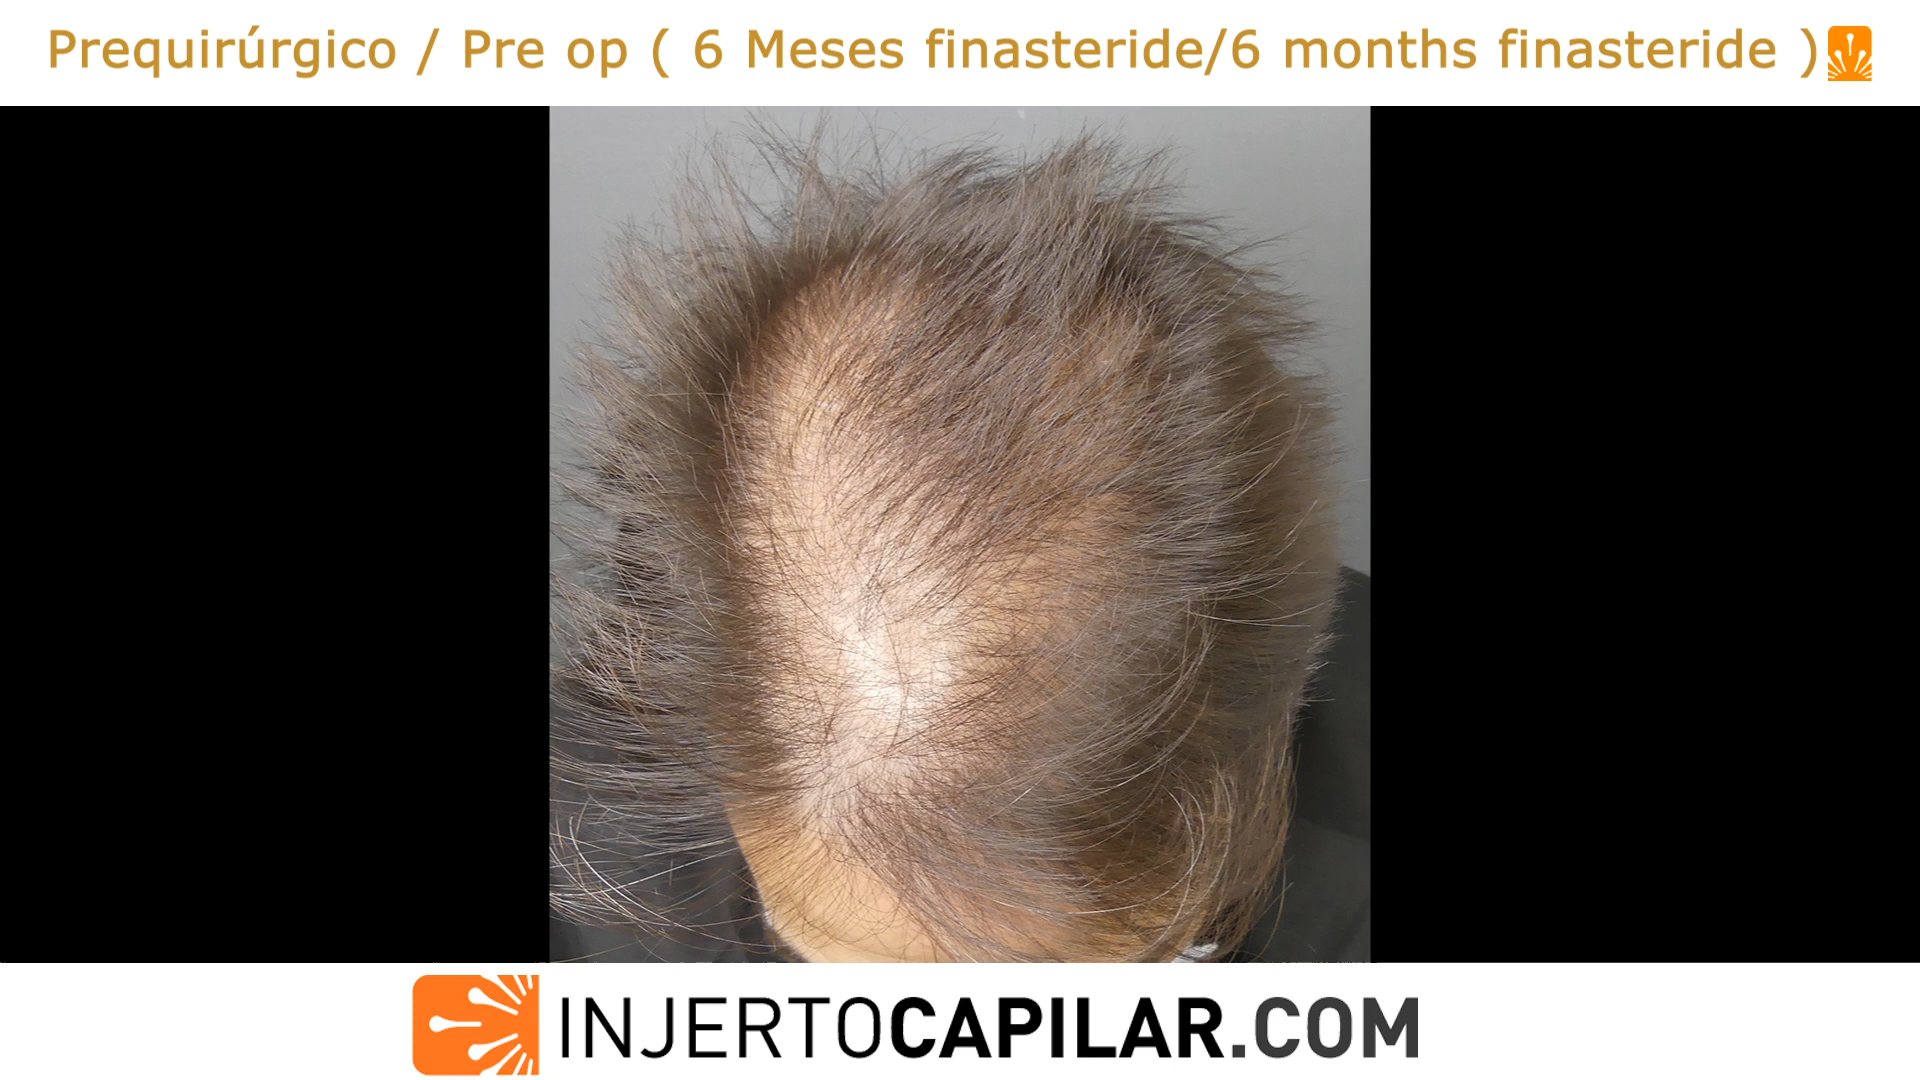 Prequirúrgico / Pre op ( 6 Meses finasteride/6 months finasteride )
INJERTOCAPILAR.COM